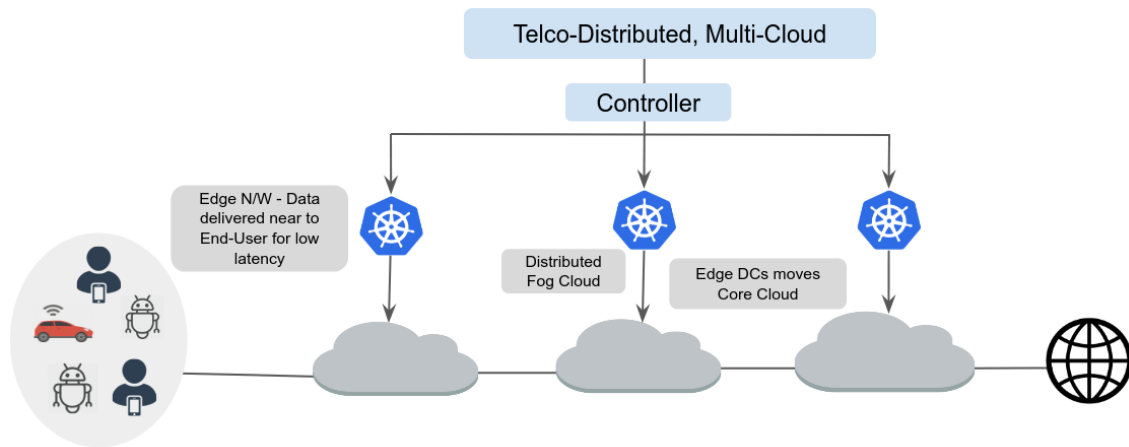 Telco-Distributed, Multi-Cloud
Controller
Edge N/W - Data
delivered near to
End-User for low
latency
Distributed
Fog Cloud
Edge DCs moves
Core Cloud